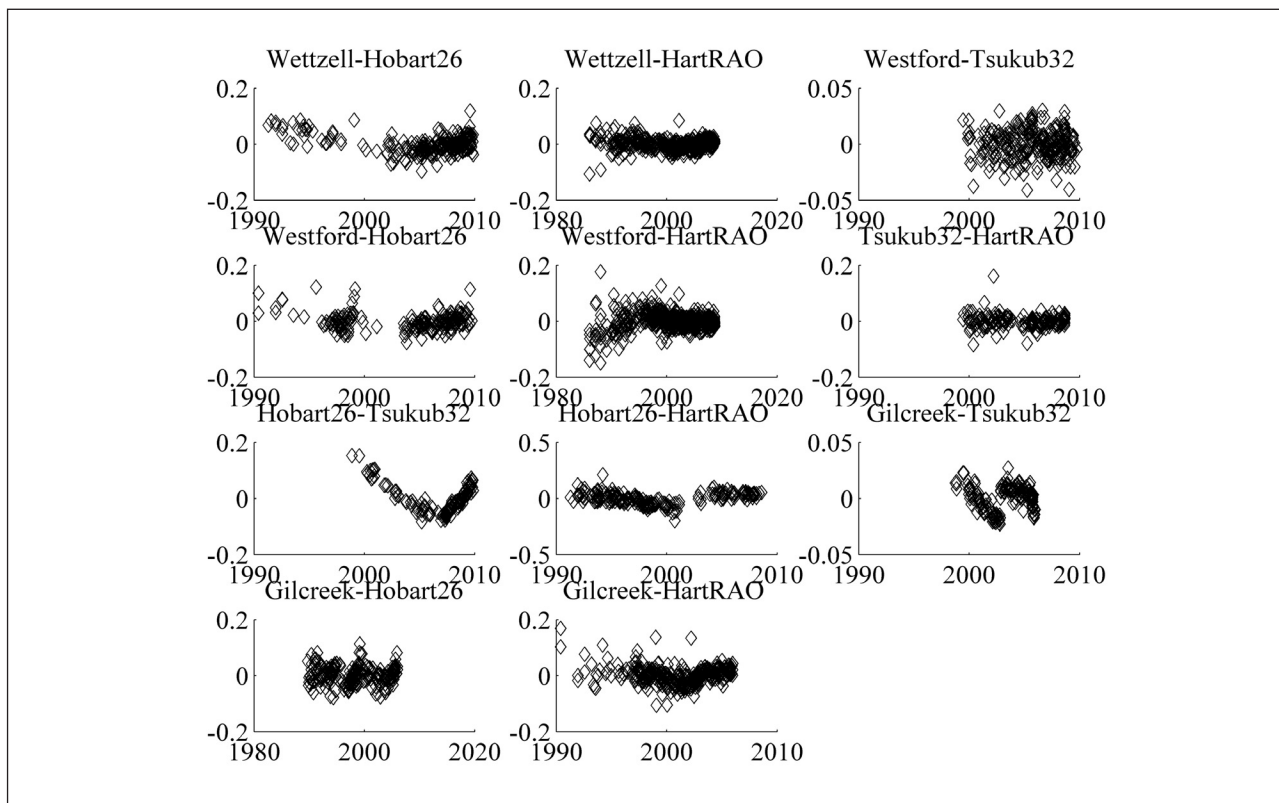 Wettzell-Hobart26
0.2
0
-0.2
1990 2000 2010
Wettzell-HartRAO
0.2
0
-0.2
1980 2000 2020
Westford-Tsukub32
0.05
0
0.05
1990 2000 2010
Westford-Hobart26
0.2
0
-0.2
1990 2000 2010
Westford-HartRAO
0.2
0
-0.2
1980 2000 2020
Tsukub32-HartRAO
0.2
0
-0.2
1990 2000 2010
Hobart26-Tsukub32
0.2
0
-0.2
1990 2000 2010
Hobart26-HartRAO
0.5
0
-0.5
1990 2000 2010
Gilcreek-Tsukub32
0.05
0
-0.05
1990 2000 2010
Gilcreek-Hobart26
0.2
0
-0.2
1980 2000 2020
Gilcreek-HartRAO
0.2
0
-0.2
1990 2000 2010